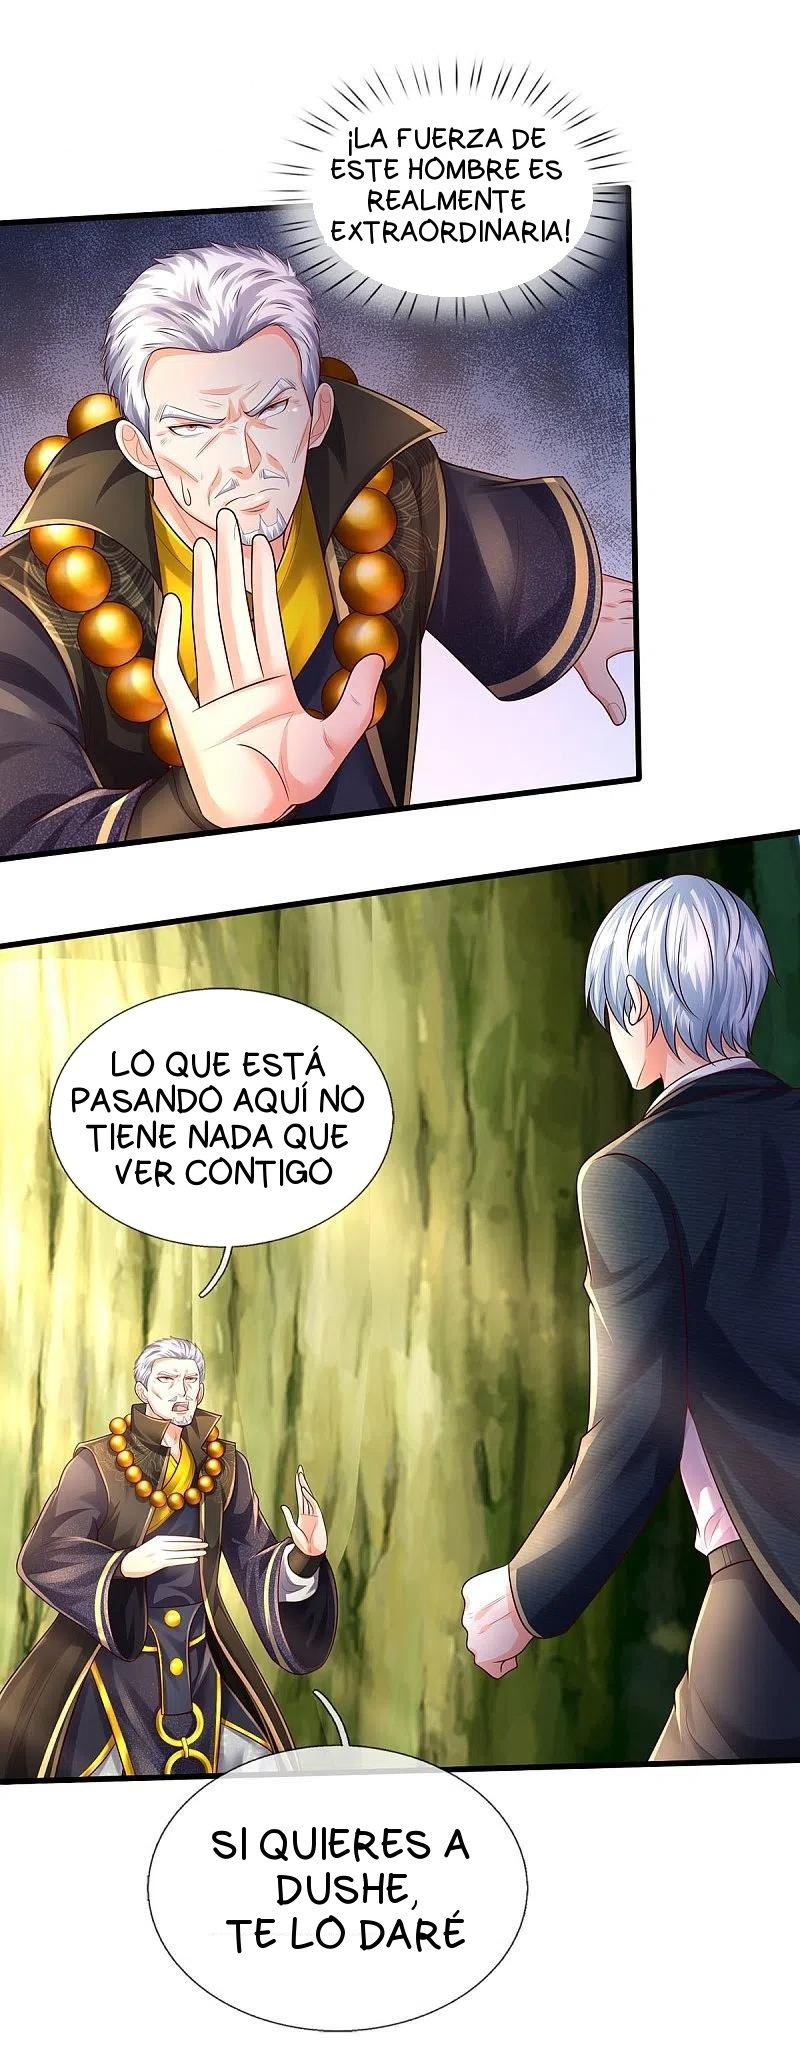 ¡LA FUERZA DE
ESTE HOMBRE ES
REALMENTE
EXTRAORDINARIA!
LO QUE ESTÁ
PASANDO AQUÍ NO
TIENE NADA QUE
VER CONTIGO
SI QUIERES A
DUSHE,
TE LO DARÉ